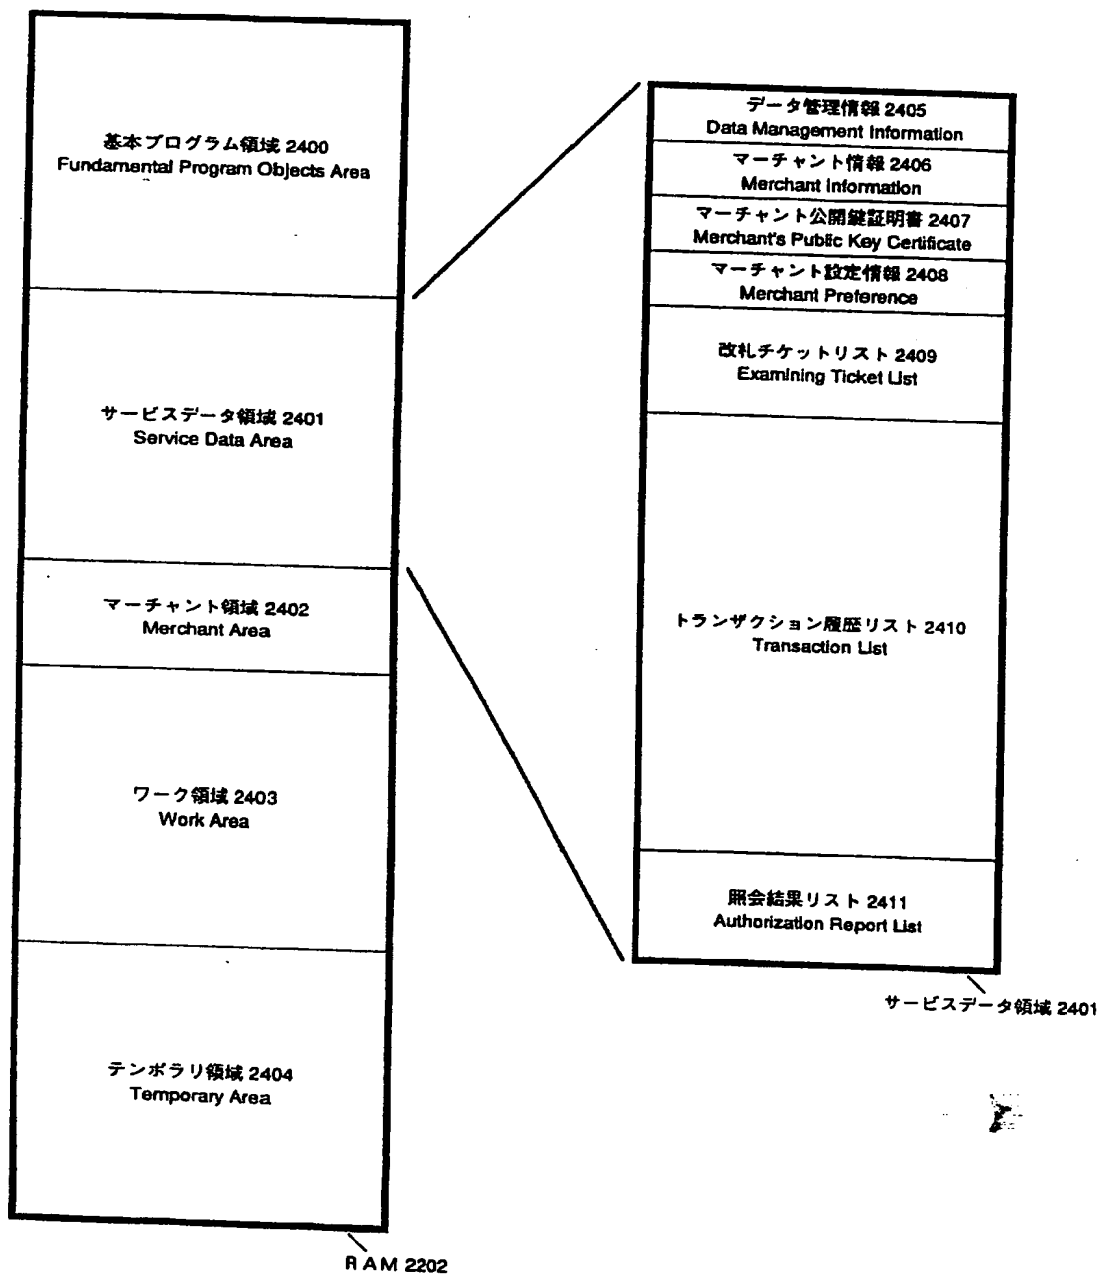 基本プログラム領域 2400
Fundamental Program Objects Area
サービスデータ領域 2401
Service Data Area
マーチャント領域 2402
Merchant Area
ワーク領域 2403
Work Area
テンポラリ領域 2404
Temporary Area
RAM 2202
データ管理情報 2405
Data Management Information
マーチャント情報 2406
Merchant Information
マーチャント公開鍵証明書 2407
Merchant's Public Key Certificate
マーチャント設定情報 2408
Merchant Preference
改札チケットリスト 2409
Examining Ticket List
トランザクション履歴リスト 2410
Transaction List
照会結果リスト 2411
Authorization Report List
サービスデータ領域 2401